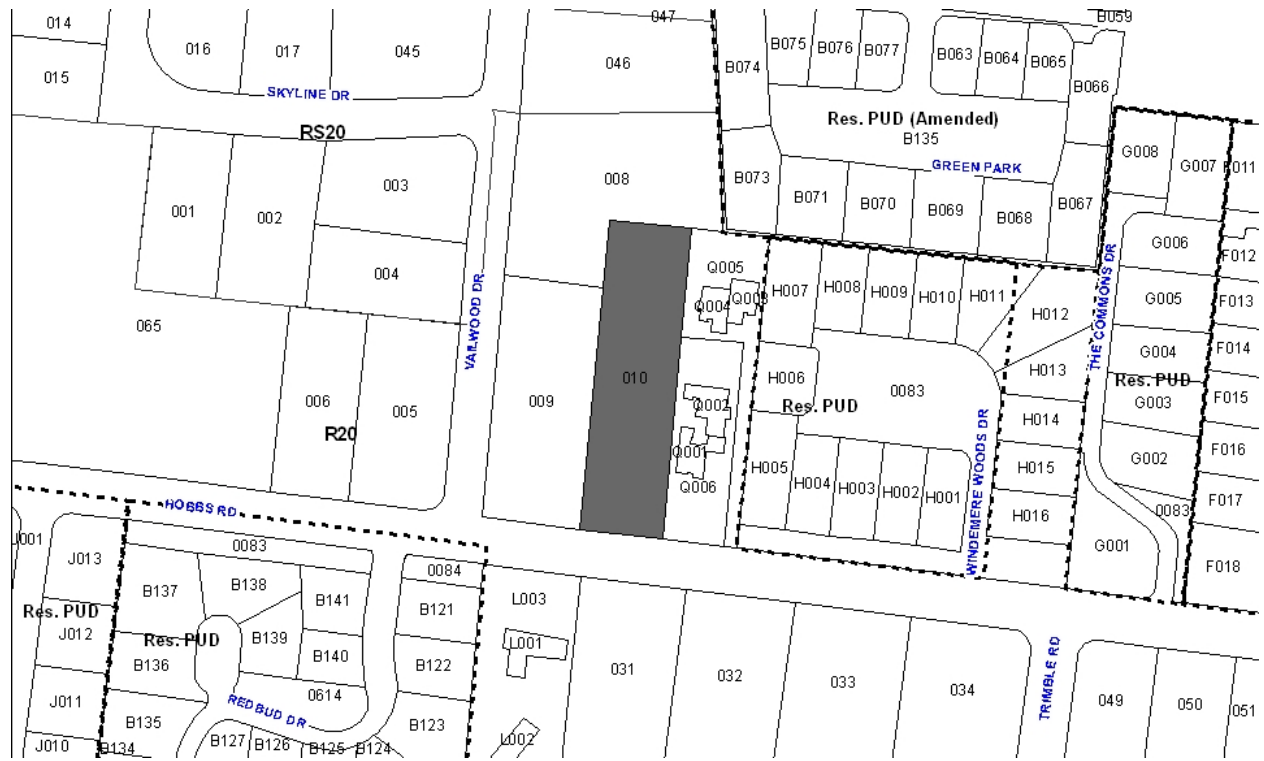 014
016
017
045
047
046
B075
B076
B077
B074
B063
B064
B065
B059
B066
015
SKYLINE DR
RS20
Res. PUD (Amended)
B135
GREEN PARK
G008
G007
F011
001
002
003
004
008
B073
B071
B070
B069
B068
B067
G006
F012
065
VAILWOOD DR
Q005
Q004
Q003
H007
H008
H009
H010
H011
H012
THE COMMONS DR
G005
F013
G004
F014
006
005
R20
009
010
Q002
Q001
Q006
H006
Res. PUD
0083
H013
Res. PUD
G003
F015
H014
G002
F016
H005
H004
H003
H002
H001
WINDEMERE WOODS DR
H015
H016
0083
F017
G001
F018
HOBBS RD
J001
J013
0083
0084
B137
B138
B141
B121
L003
Res. PUD
J012
Res. PUD
B139
B140
B136
B122
L001
031
032
033
034
TRIMBLE RD
049
050
051
J011
B135
0614
REDBUD DR
B123
J010
B134
B127
B126
B125
B124
L002